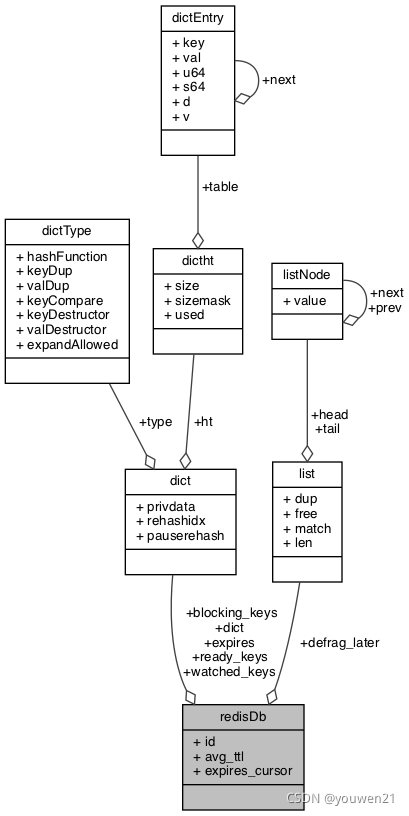 dictEntry
+ key
+ val
+ u64
+ s64
+ d
+ v
+next
+table
dictType
+ hashFunction
+ keyDup
+ valDup
+ keyCompare
+ keyDestructor
+ valDestructor
+ expandAllowed
dictht
+ size
+ sizemask
+ used
listNode
+ value
+next
+prev
+type
+ht
+head
+tail
dict
+ privdata
+ rehashidx
+ pauserehash
list
+ dup
+ free
+ match
+ len
+blocking_keys
+dict
+expires
+ready_keys
+watched_keys
+defrag_later
redisDb
+ id
+ avg_ttl
+ expires_cursor
CSDN @youwen21